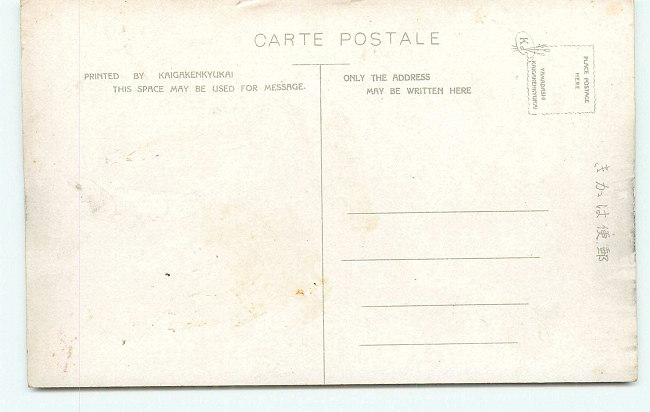 CARTE POSTALE
PRINTED BY KAIGAKENKYUKAI
THIS SPACE MAY BE USED FOR MESSAGE.
ONLY THE ADDRESS
MAY BE WRITTEN HERE
K
PLACE POSTAGE
HERE
KAIGAKENKYUKAI
きかは便郵